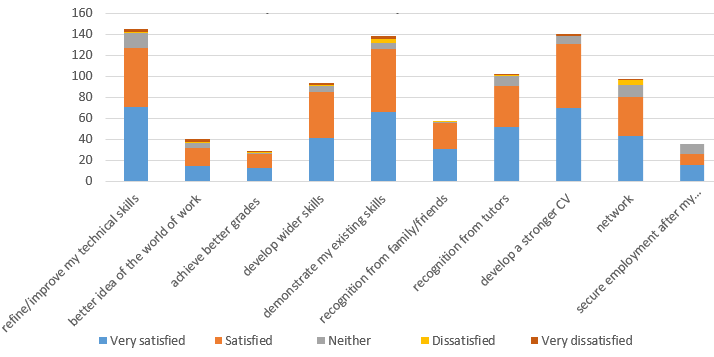 160
140
120
100
80
60
40
20
0
refine/improve my technical skills
better idea of the world of work
achieve better grades
develop wider skills
demonstrate my existing skills
recognition from family/friends
recognition from tutors
develop a stronger CV
network
secure employment after my...
Very satisfied Satisfied Neither Dissatisfied Very dissatisfied